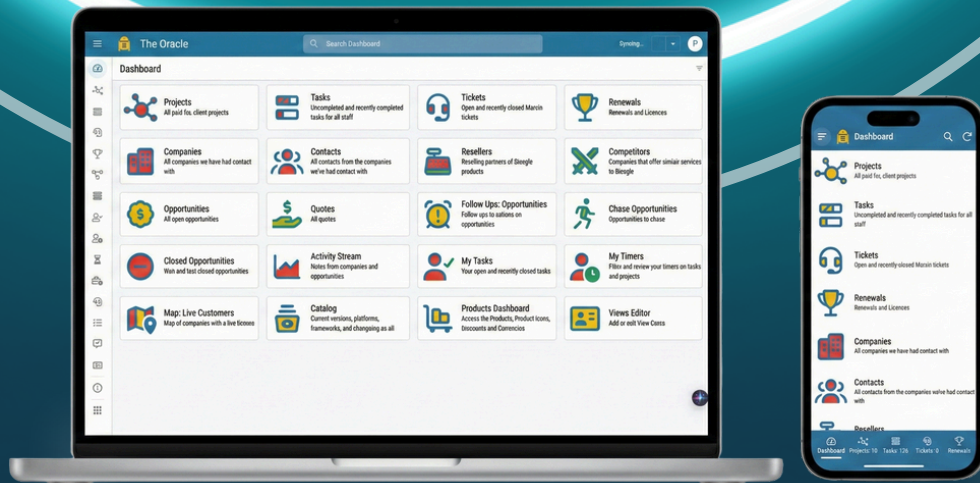 The Oracle
Search Dashboard
Syncing...
P
Dashboard
Projects
All paid for, client projects
Tasks
Uncompleted and recently completed
tasks for all staff
Tickets
Open and recently closed Marcin
tickets
Renewals
Renewals and Licences
Companies
All companies we have had contact
with
Contacts
All contacts from the companies
we've had contact with
Resellers
Reselling partners of Biesgle
products
Competitors
Companies that offer simiair services
to Biesgle
Opportunities
All open opportunities
Quotes
All quotes
Follow Ups: Opportunities
Follow ups to eations on
opportunities
Chase Opportunities
Opportunities to chase
Closed Opportunities
Won and tast closed opportunities
Activity Stream
Notes from companies and
opportunities
My Tasks
Your open and recently closed tasks
My Timers
and review your timers on tasks
and projects
Map: Live Customers
Map of companies with a live
Catalog
Current versions, platforms,
frameworks, and changsing as all
Products Dashboard
Access the Products, Product Icons,
Discounts and Currencios
Views Editor
Add or edit View Cores
Dashboard
Projects
All paid for, client projects
Tasks
Uncompleted and recently completed tasks for all
staff
Tickets
Open and recently-olosed Marsin tickets
Renewals
Renewals and Licences
Companies
All companies we have had contact with
Contacts
All contacts from the companies we've had contact
with
Resellers
Dashboard
Projects: 10
Tasks: 126
Tickets: 0
Renewals